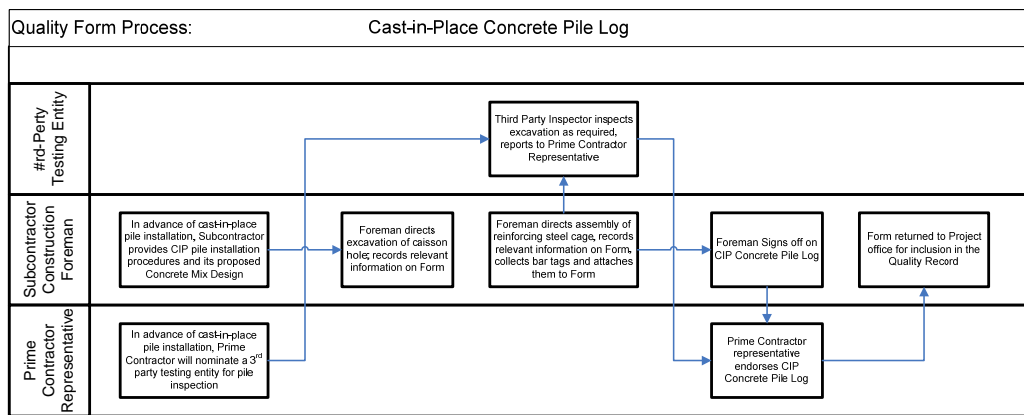 Quality Form Process: Cast-in-Place Concrete Pile Log
#rd-Perty
Testing Entity
Third Party Inspector inspects
excavation as required,
reports to Prime Contractor
Representative
Subcontractor
Construction
Foreman
In advance of cast-in-place
pile installation, Subcontractor
provides CIP pile installation
procedures and its proposed
Concrete Mix Design
Foreman directs
excavation of caisson
hole; records relevant
information on Form
Foreman directs assembly of
reinforcing steel cage, records
relevant information on Form,
collects bar tags and attaches
them to Form
Foreman Signs off on
CIP Concrete Pile Log
Form returned to Project
office for inclusion in the
Quality Record
Prime
Contractor
Representative
In advance of cast-in-place
pile installation, Prime
Contractor will nominate a 3rd
party testing entity for pile
inspection
Prime Contractor
representative
endorses CIP
Concrete Pile Log